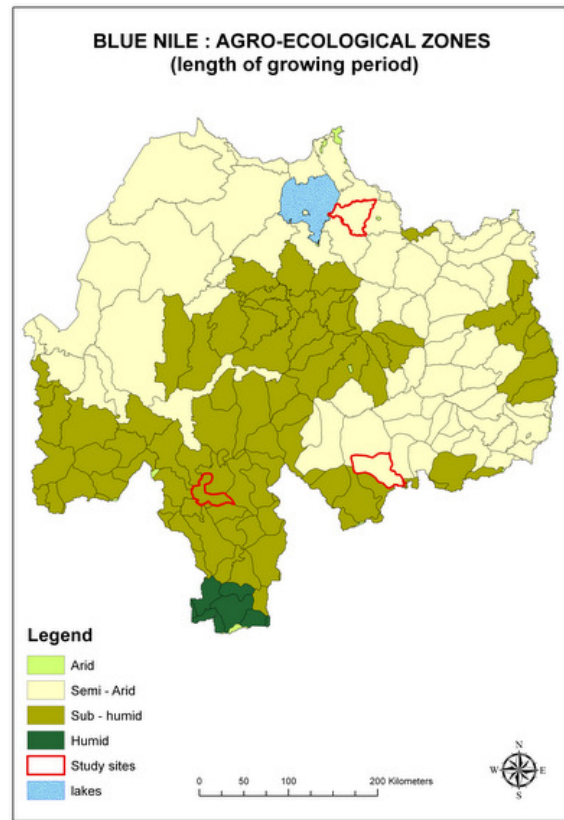 BLUE NILE : AGRO-ECOLOGICAL ZONES
(length of growing period)
Legend
Arid
Semi - Arid
Sub - humid
Humid
Study sites
lakes
0 50 100 200 Kilometers
N
W E
S